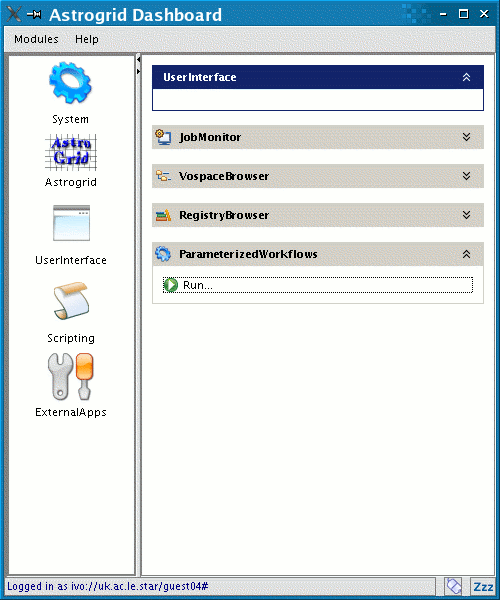 Astrogrid Dashboard
Modules Help
System
Astro
Grid
Astrogrid
UserInterface
Scripting
ExternalApps
UserInterface
JobMonitor
VospaceBrowser
RegistryBrowser
ParameterizedWorkflows
Run...
Logged in as ivo://uk.ac.le.star/guest04#
Zzz